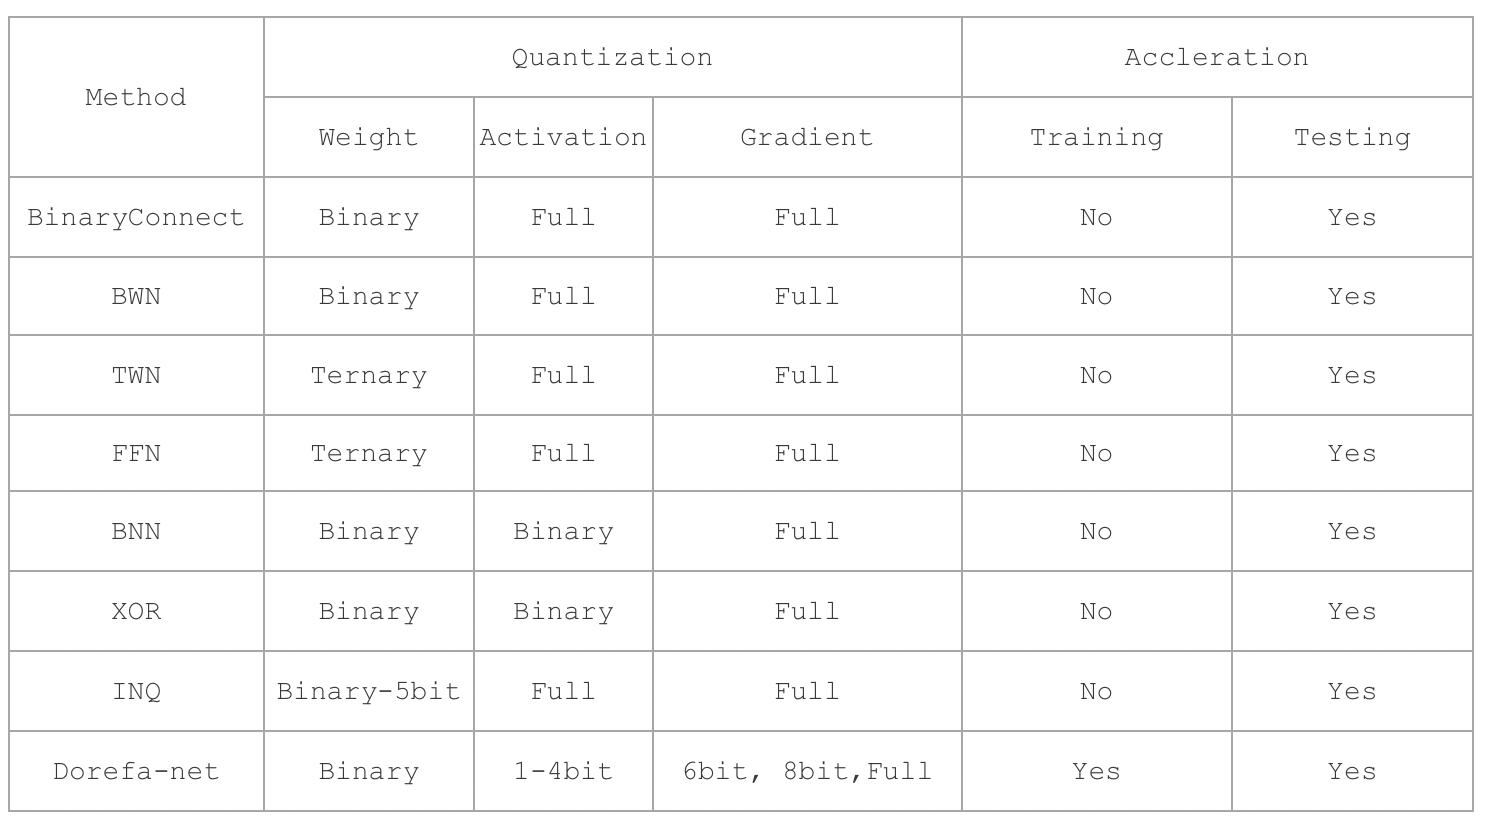 Method Quantization Accleration
Weight Activation Gradient Training Testing
BinaryConnect Binary Full Full No Yes
BWN Binary Full Full No Yes
TWN Ternary Full Full No Yes
FFN Ternary Full Full No Yes
BNN Binary Binary Full No Yes
XOR Binary Binary Full No Yes
INQ Binary-5bit Full Full No Yes
Dorefa-net Binary 1-4bit 6bit, 8bit,Full Yes Yes